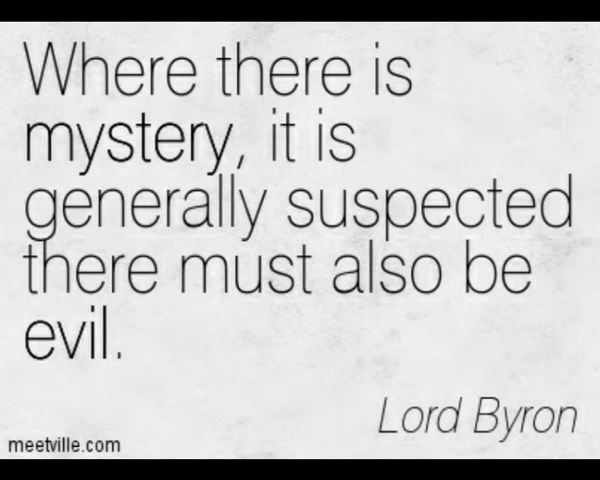 Where there is
mystery, it is
generally suspected
there must also be
evil.
Lord Byron
meetville.com